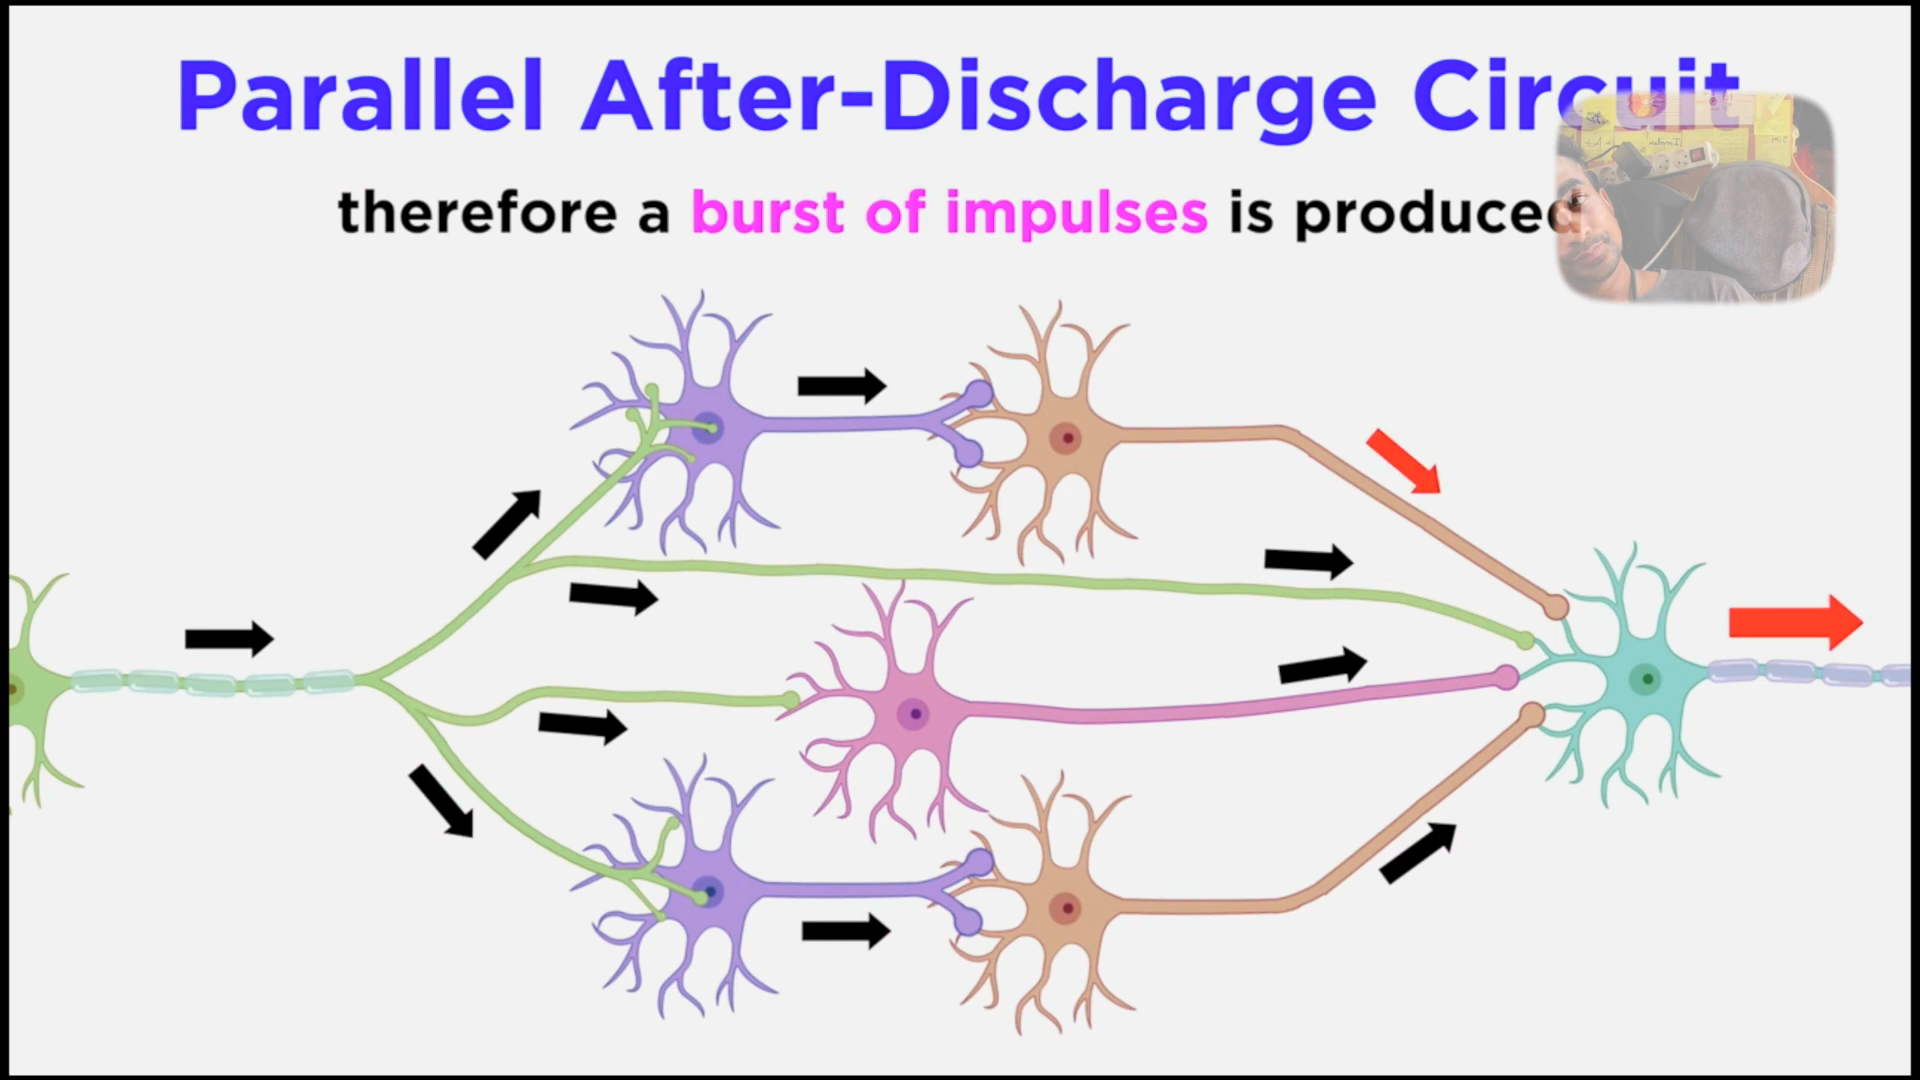 Parallel After-Discharge Circuit
therefore a burst of impulses is produced